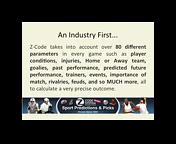 An Industry First...
Z-Code takes into account over 80 different
parameters in every game such as player
conditions, injuries, Home or Away team,
goalies, past performance, predicted future
performance, trainers, events, importance of
match, rivalries, feuds, and so MUCH more, all
to calculate a very precise outcome.
Sport Predictions & Picks